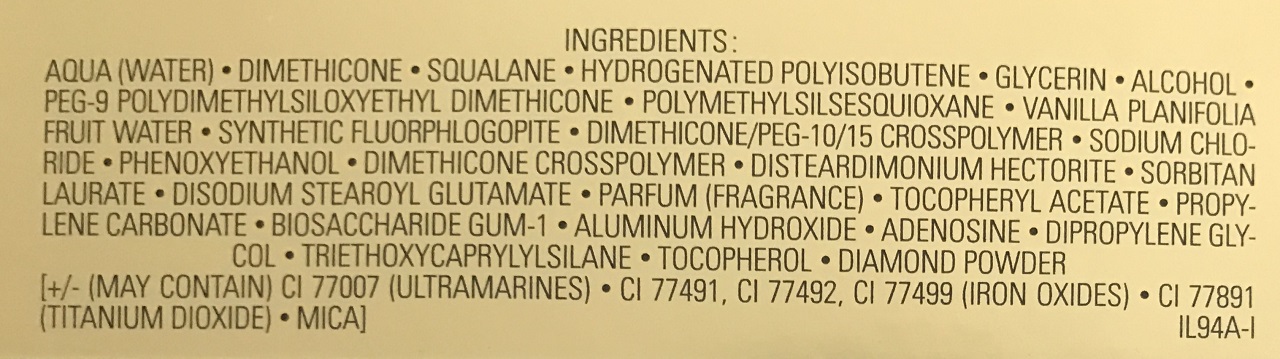 INGREDIENTS:
AQUA (WATER) • DIMETHICONE • SQUALANE • HYDROGENATED POLYISOBUTENE • GLYCERIN • ALCOHOL •
PEG-9 POLYDIMETHYLSILOXYETHYL DIMETHICONE • POLYMETHYLSILSESQUIOXANE • VANILLA PLANIFOLIA
FRUIT WATER • SYNTHETIC FLUORPHLOGOPITE • DIMETHICONE/PEG-10/15 CROSSPOLYMER • SODIUM CHLO-
RIDE • PHENOXYETHANOL • DIMETHICONE CROSSPOLYMER • DISTEARDIMONIUM HECTORITE • SORBITAN
LAURATE • DISODIUM STEAROYL GLUTAMATE • PARFUM (FRAGRANCE) • TOCOPHERYL ACETATE • PROPY-
LENE CARBONATE • BIOSACCHARIDE GUM-1 • ALUMINUM HYDROXIDE • ADENOSINE • DIPROPYLENE GLY-
COL • TRIETHOXYCAPRYLYLSILANE • TOCOPHEROL • DIAMOND POWDER
[+/- (MAY CONTAIN) CI 77007 (ULTRAMARINES) • CI 77491, CI 77492, CI 77499 (IRON OXIDES) • CI 77891
(TITANIUM DIOXIDE) • MICA] IL94A-I